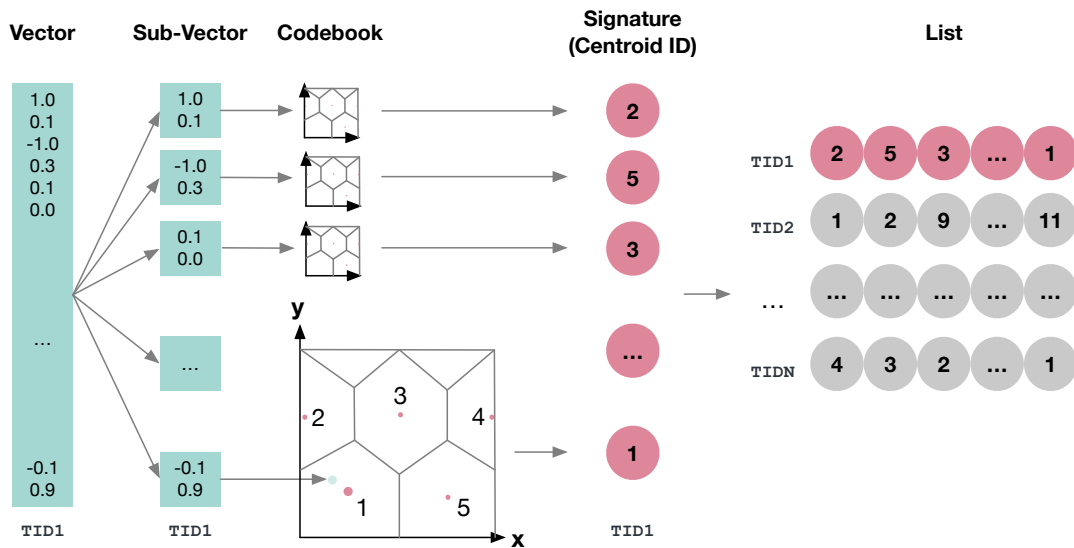 Vector
Sub-Vector
Codebook
Signature
(Centroid ID)
List
1.0
0.1
-1.0
0.3
0.1
0.0
...
-0.1
0.9
TID1
1.0
0.1
-1.0
0.3
0.1
0.0
...
-0.1
0.9
TID1
y
2
3
4
1
5
x
2
5
3
...
1
TID1
TID1 2 5 3 ... 1
TID2 1 2 9 ... 11
... ... ... ... ... ...
TIDN 4 3 2 ... 1